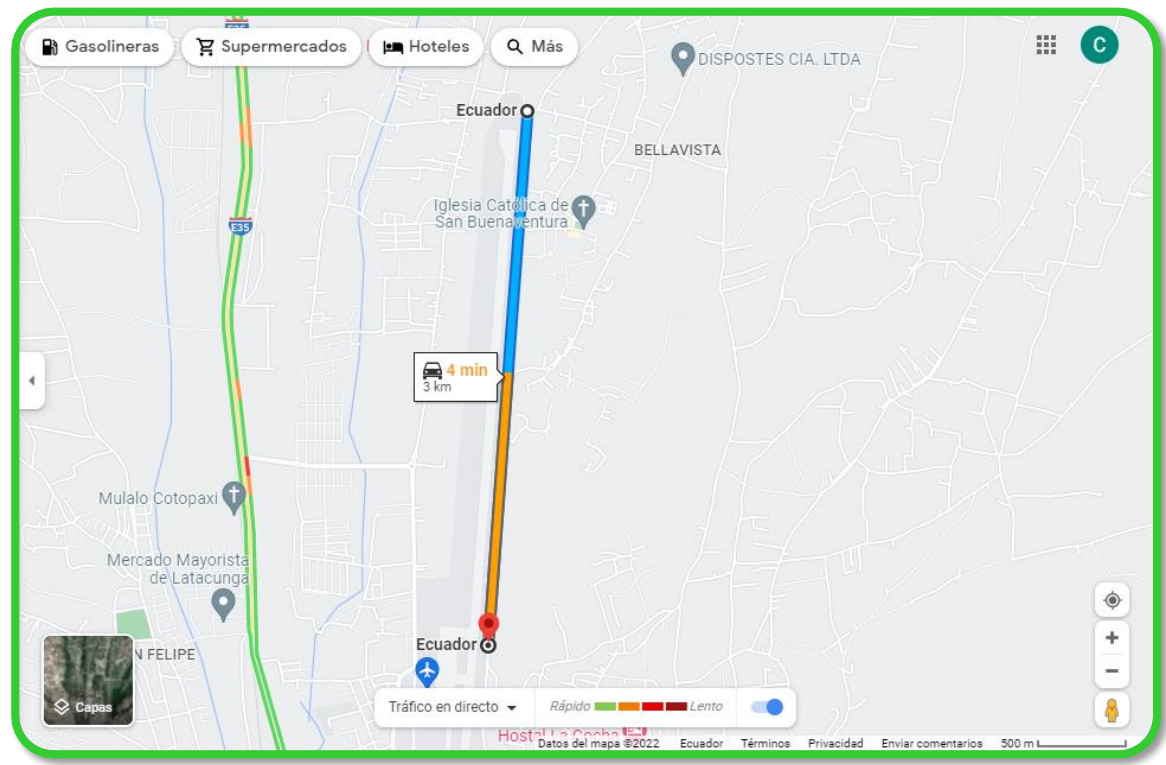 Gasolineras
Supermercados
Hoteles
Más
C
DISPOSTES CIA. LTDA
Ecuador
BELLAVISTA
Iglesia Católica de
San Buenaventura
E35
4 min
3 km
Mulalo Cotopaxi
Mercado Mayorista
de Latacunga
N FELIPE
Ecuador
Capas
Tráfico en directo
Rápido
Lento
Hostal La Cocha
Datos del mapa ©2022
Ecuador
Términos
Privacidad
Enviar comentarios
500 m